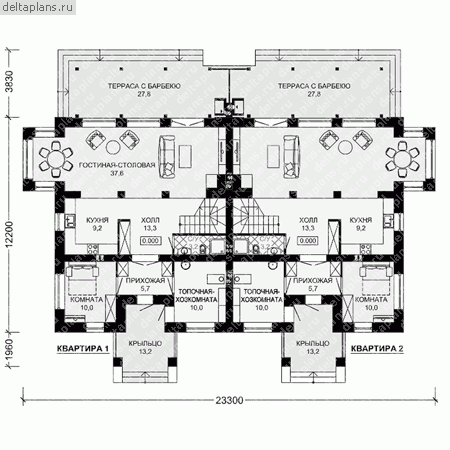 deltaplans.ru
3830
12200
1960
23300
ТЕРРАСА С БАРБЕКЮ
27,8
ТЕРРАСА С БАРБЕКЮ
27,8
ГОСТИНАЯ-СТОЛОВАЯ
37,6
КУХНЯ
9,2
ХОЛЛ
13,3
0.000
ХОЛЛ
13,3
0.000
КУХНЯ
9,2
ПРИХОЖАЯ
5,7
ТОПОЧНАЯ-
ХОЗКОМНАТА
10,0
ТОПОЧНАЯ-
ХОЗКОМНАТА
10,0
ПРИХОЖАЯ
5,7
КОМНАТА
10,0
КОМНАТА
10,0
КВАРТИРА 1
КРЫЛЬЦО
13,2
КРЫЛЬЦО
13,2
КВАРТИРА 2